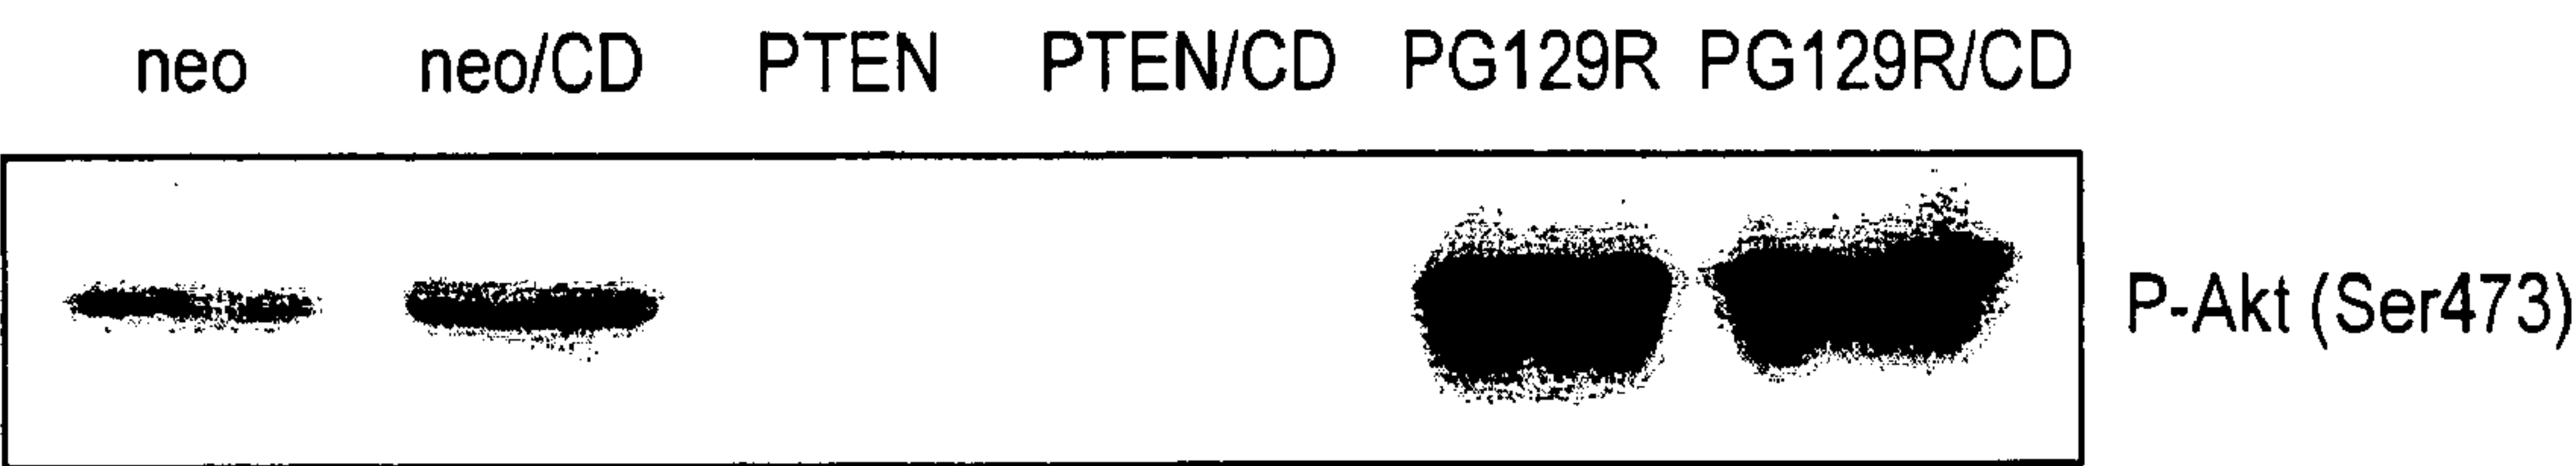 neo neo/CD PTEN PTEN/CD PG129R PG129R/CD
P-Akt (Ser473)